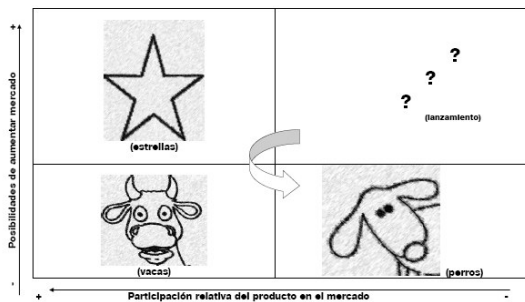 +
Posibilidades de aumentar mercado
-
(estrellas)
?
?
?
(lanzamiento)
(vacas)
(perros)
+
Participación relativa del producto en el mercado
-